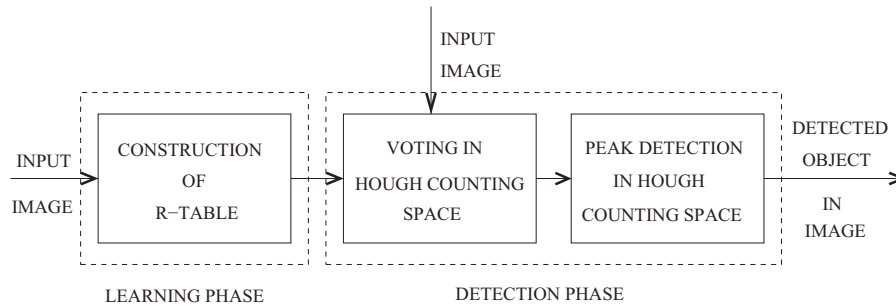 INPUT
IMAGE
CONSTRUCTION
OF
R−TABLE
LEARNING PHASE
INPUT
IMAGE
VOTING IN
HOUGH COUNTING
SPACE
PEAK DETECTION
IN HOUGH
COUNTING SPACE
DETECTION PHASE
DETECTED
OBJECT
IN
IMAGE